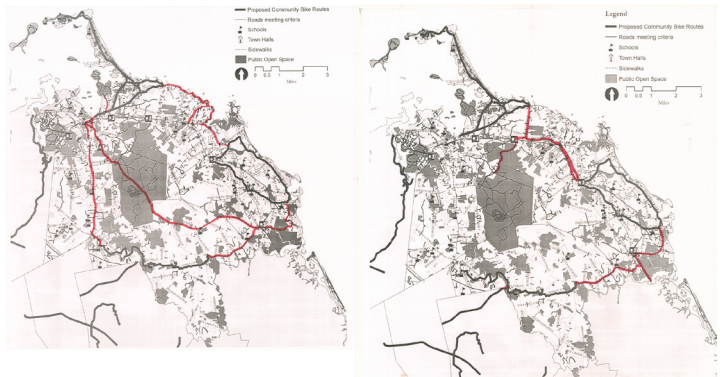 Proposed Community Bike Routes
Roads meeting critera
Schools
Town Halls
Sidewalks
Public Open Space
0 0.5 1 2 3
Miles
Legend
Proposed Community Bike Routes
Roads meeting critera
Schools
Town Halls
Sidewalks
Public Open Space
0 0.5 1 2 3
Miles